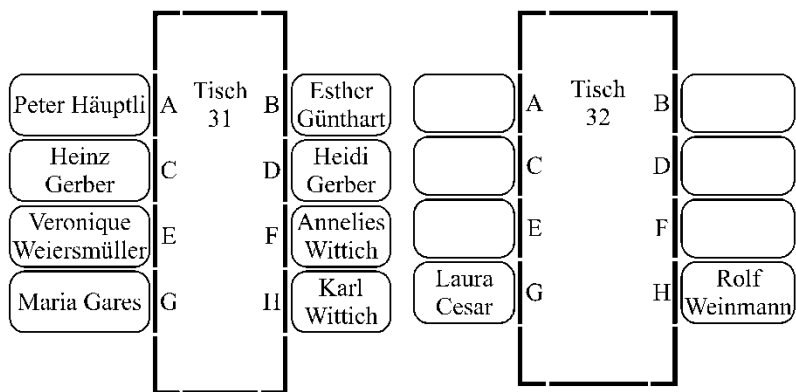 Tisch
31
Peter Häuptli
A
B
Esther
Günthart
Heinz
Gerber
C
D
Heidi
Gerber
Veronique
Weiersmüller
E
F
Annelies
Wittich
Maria Gares
G
H
Karl
Wittich
Tisch
32
A
B
C
D
E
F
Laura
Cesar
G
H
Rolf
Weinmann